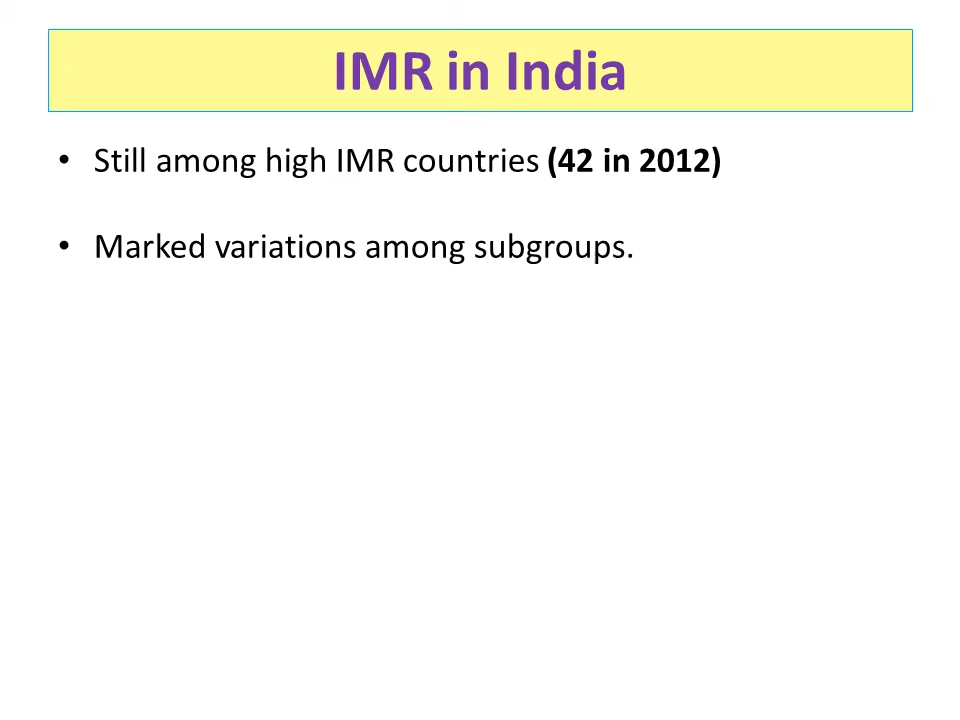 IMR in India
• Still among high IMR countries (42 in 2012)
• Marked variations among subgroups.